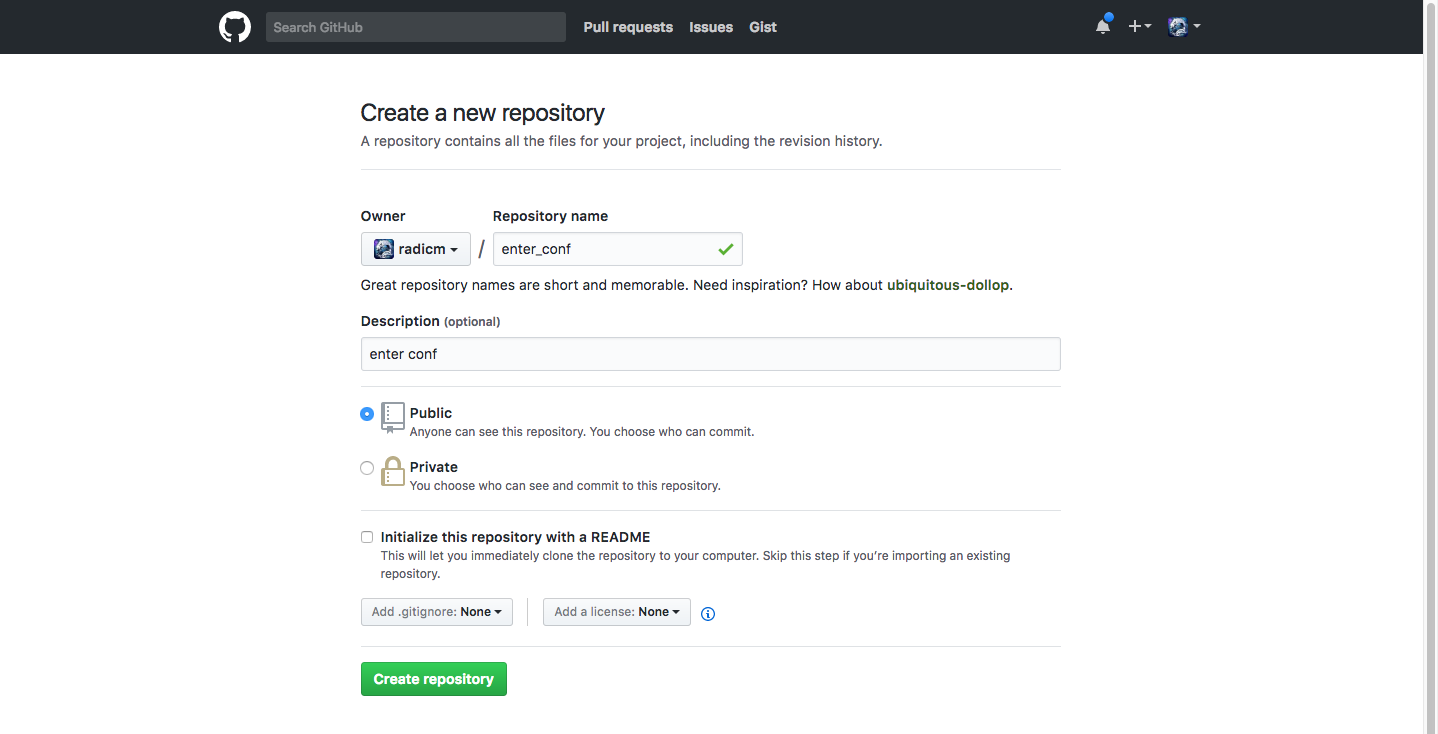 Search GitHub Pull requests Issues Gist
Create a new repository
A repository contains all the files for your project, including the revision history.
Owner Repository name
radicm / enter_conf
Great repository names are short and memorable. Need inspiration? How about ubiquitous-dollop.
Description (optional)
enter conf
Public
Anyone can see this repository. You choose who can commit.
Private
You choose who can see and commit to this repository.
Initialize this repository with a README
This will let you immediately clone the repository to your computer. Skip this step if you’re importing an existing
repository.
Add .gitignore: None Add a license: None
Create repository